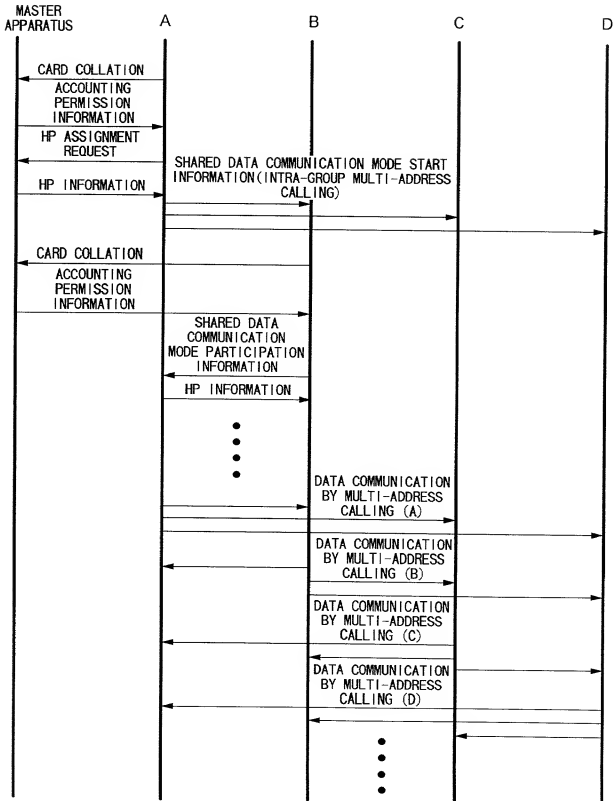 MASTER
APPARATUS
A
B
C
D
CARD COLLATION
ACCOUNTING
PERMISSION
INFORMATION
HP ASSIGNMENT
REQUEST
SHARED DATA COMMUNICATION MODE START
INFORMATION(INTRA-GROUP MULTI-ADDRESS
CALLING)
HP INFORMATION
CARD COLLATION
ACCOUNTING
PERMISSION
INFORMATION
SHARED DATA
COMMUNICATION
MODE PARTICIPATION
INFORMATION
HP INFORMATION
DATA COMMUNICATION
BY MULTI-ADDRESS
CALLING (A)
DATA COMMUNICATION
BY MULTI-ADDRESS
CALLING (B)
DATA COMMUNICATION
BY MULTI-ADDRESS
CALLING (C)
DATA COMMUNICATION
BY MULTI-ADDRESS
CALLING (D)